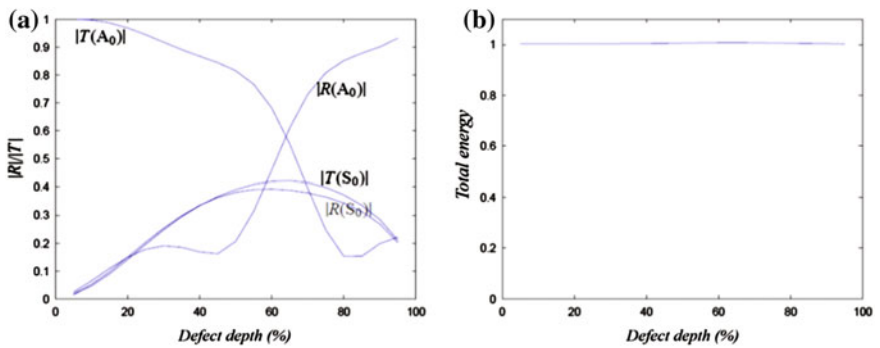 (a)
1
0.9
0.8
0.7
0.6
0.5
0.4
0.3
0.2
0.1
0
|R|/|T|
|T(A₀)|
|R(A₀)|
|T(S₀)|
|R(S₀)|
0 20 40 60 80 100
Defect depth (%)
(b)
1
0.8
0.6
0.4
0.2
0
Total energy
0 20 40 60 80 100
Defect depth (%)